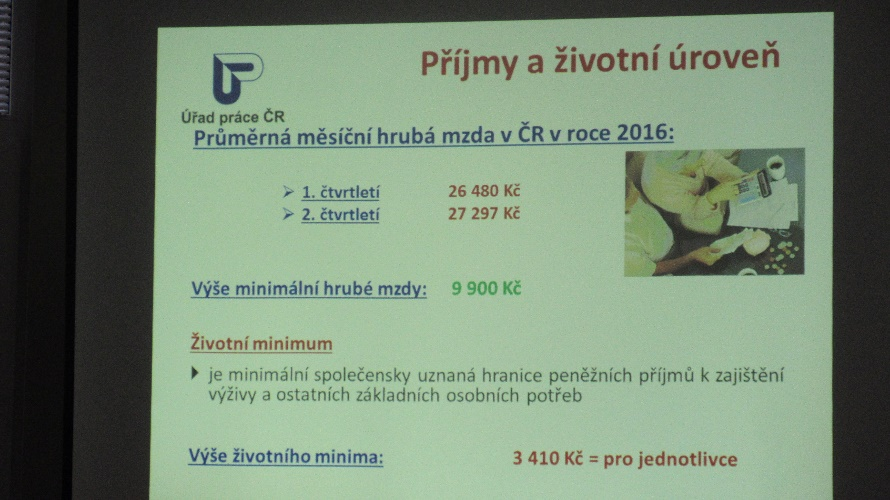 Příjmy a životní úroveň
Úřad práce ČR
Průměrná měsíční hrubá mzda v ČR v roce 2016:
➢ 1. čtvrtletí 26 480 Kč
➢ 2. čtvrtletí 27 297 Kč
Výše minimální hrubé mzdy: 9 900 Kč
Životní minimum
je minimální společensky uznaná hranice peněžních příjmů k zajištění
výživy a ostatních základních osobních potřeb
Výše životního minima: 3 410 Kč = pro jednotlivce